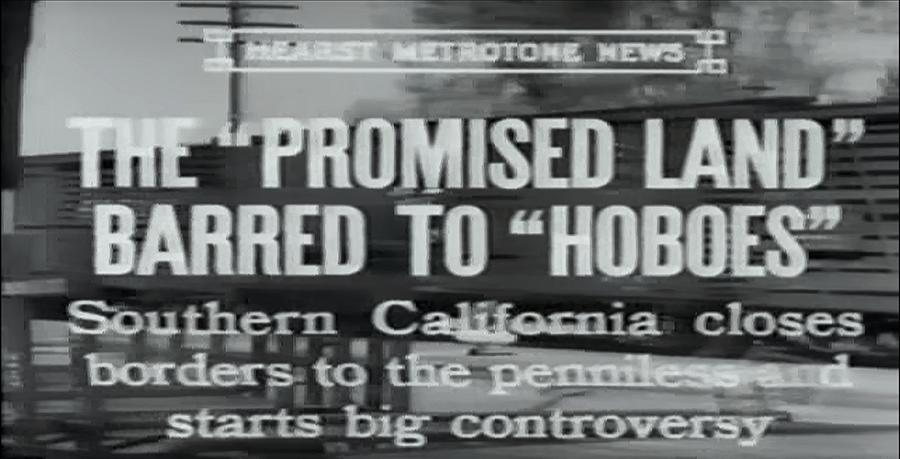 HEARST METROTONE NEWS
THE "PROMISED LAND"
BARRED TO "HOBOES"
Southern California closes
borders to the penniless and
starts big controversy